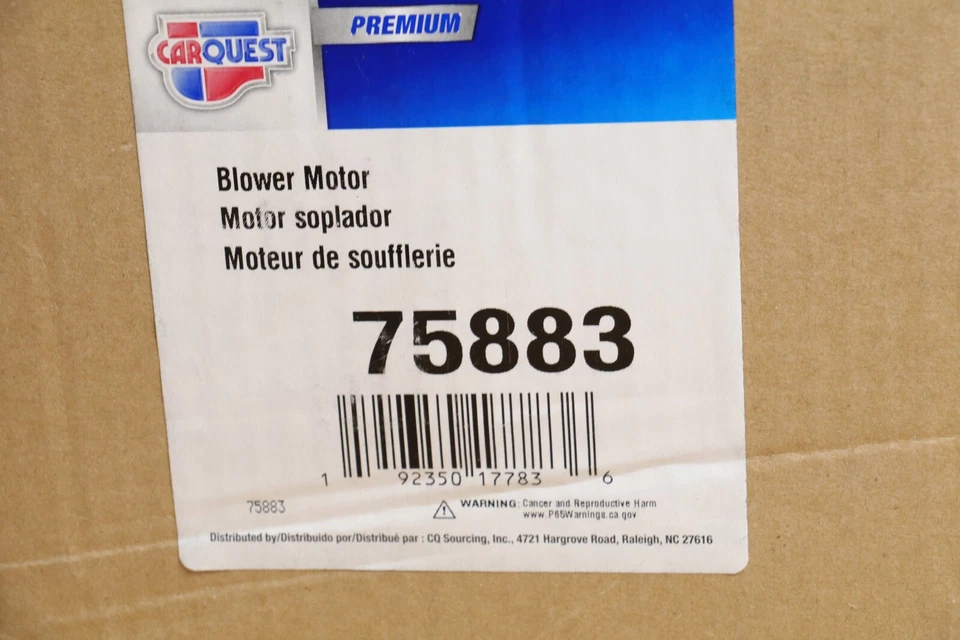 CARQUEST
PREMIUM
Blower Motor
Motor soplador
Moteur de soufflerie
75883
1 92350 17783 6
75883
WARNING: Cancer and Reproductive Harm
www.P65Warnings.ca.gov
Distributed by/Distribuido por/Distribué par : CQ Sourcing, Inc., 4721 Hargrove Road, Raleigh, NC 27616